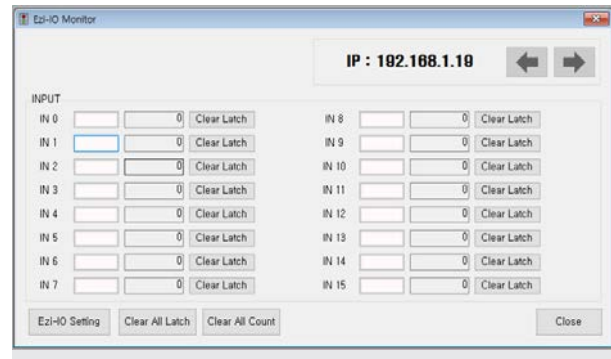 Ezi-IO Monitor
IP : 192.168.1.19
INPUT
IN 0 0 Clear Latch IN 8 0 Clear Latch
IN 1 0 Clear Latch IN 9 0 Clear Latch
IN 2 0 Clear Latch IN 10 0 Clear Latch
IN 3 0 Clear Latch IN 11 0 Clear Latch
IN 4 0 Clear Latch IN 12 0 Clear Latch
IN 5 0 Clear Latch IN 13 0 Clear Latch
IN 6 0 Clear Latch IN 14 0 Clear Latch
IN 7 0 Clear Latch IN 15 0 Clear Latch
Ezi-IO Setting Clear All Latch Clear All Count Close